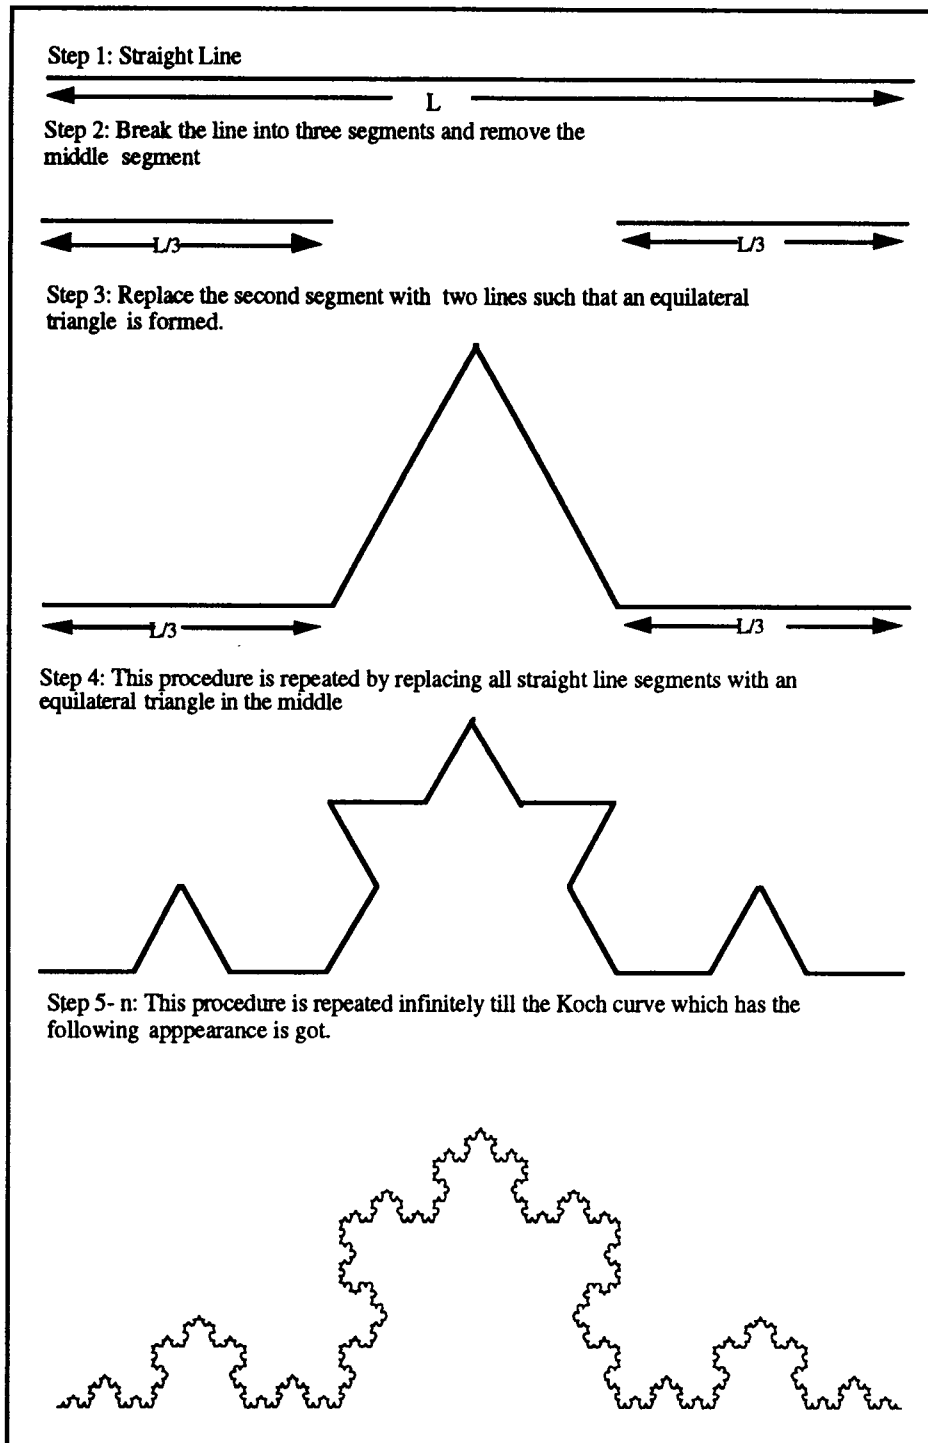 Step 1: Straight Line
L
Step 2: Break the line into three segments and remove the
middle segment
L/3
L/3
Step 3: Replace the second segment with two lines such that an equilateral
triangle is formed.
L/3
L/3
Step 4: This procedure is repeated by replacing all straight line segments with an
equilateral triangle in the middle
Step 5- n: This procedure is repeated infinitely till the Koch curve which has the
following apppearance is got.